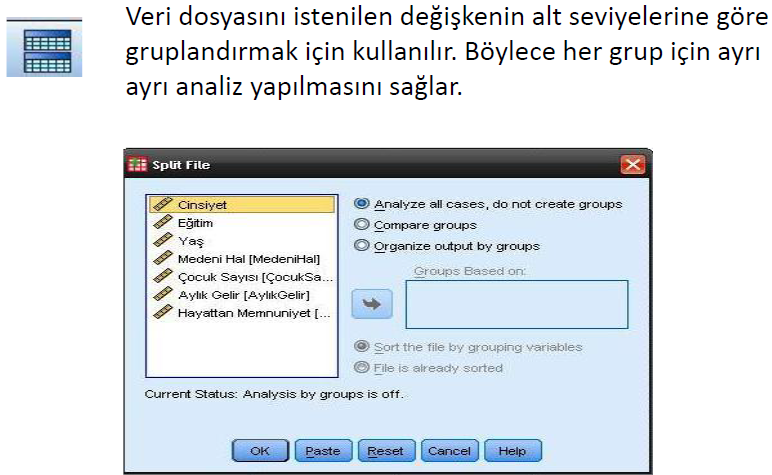 Veri dosyasını istenilen değişkenin alt seviyelerine göre
gruplandırmak için kullanılır. Böylece her grup için ayrı
ayrı analiz yapılmasını sağlar.
Split File
Cinsiyet
Eğitim
Yaş
Medeni Hal [MedeniHal]
Çocuk Sayısı [ÇocukSa...
Aylık Gelir [AylıkGelir]
Hayattan Memnuniyet [...
Analyze all cases, do not create groups
Compare groups
Organize output by groups
Groups Based on:
Sort the file by grouping variables
File is already sorted
Current Status: Analysis by groups is off.
OK Paste Reset Cancel Help